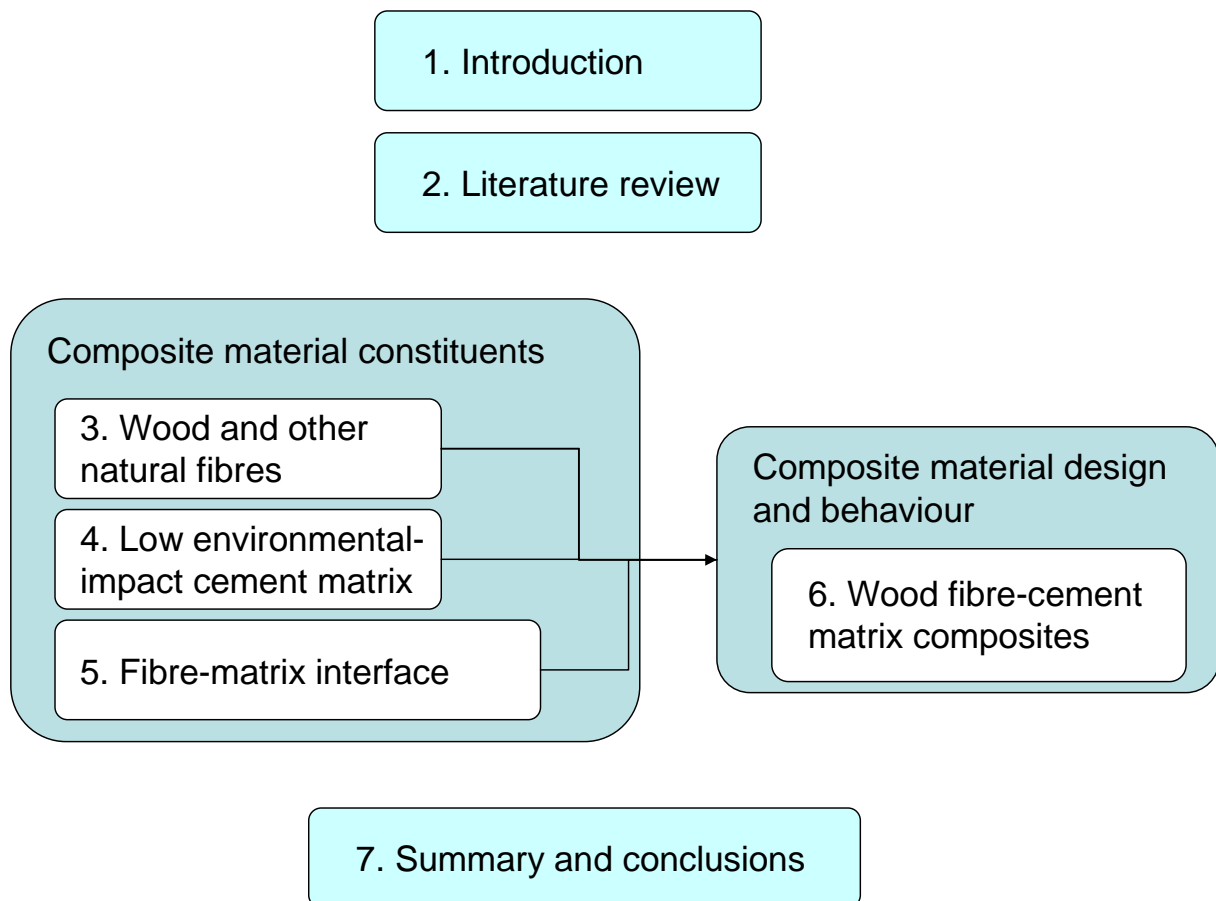 1. Introduction
2. Literature review
Composite material constituents
3. Wood and other
natural fibres
4. Low environmental-
impact cement matrix
5. Fibre-matrix interface
Composite material design
and behaviour
6. Wood fibre-cement
matrix composites
7. Summary and conclusions